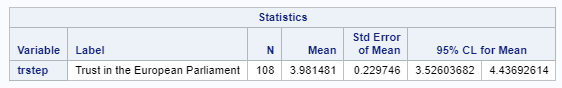 Statistics
Variable Label N Mean Std Error of Mean 95% CL for Mean
trstep Trust in the European Parliament 108 3.981481 0.229746 3.52603682 4.43692614